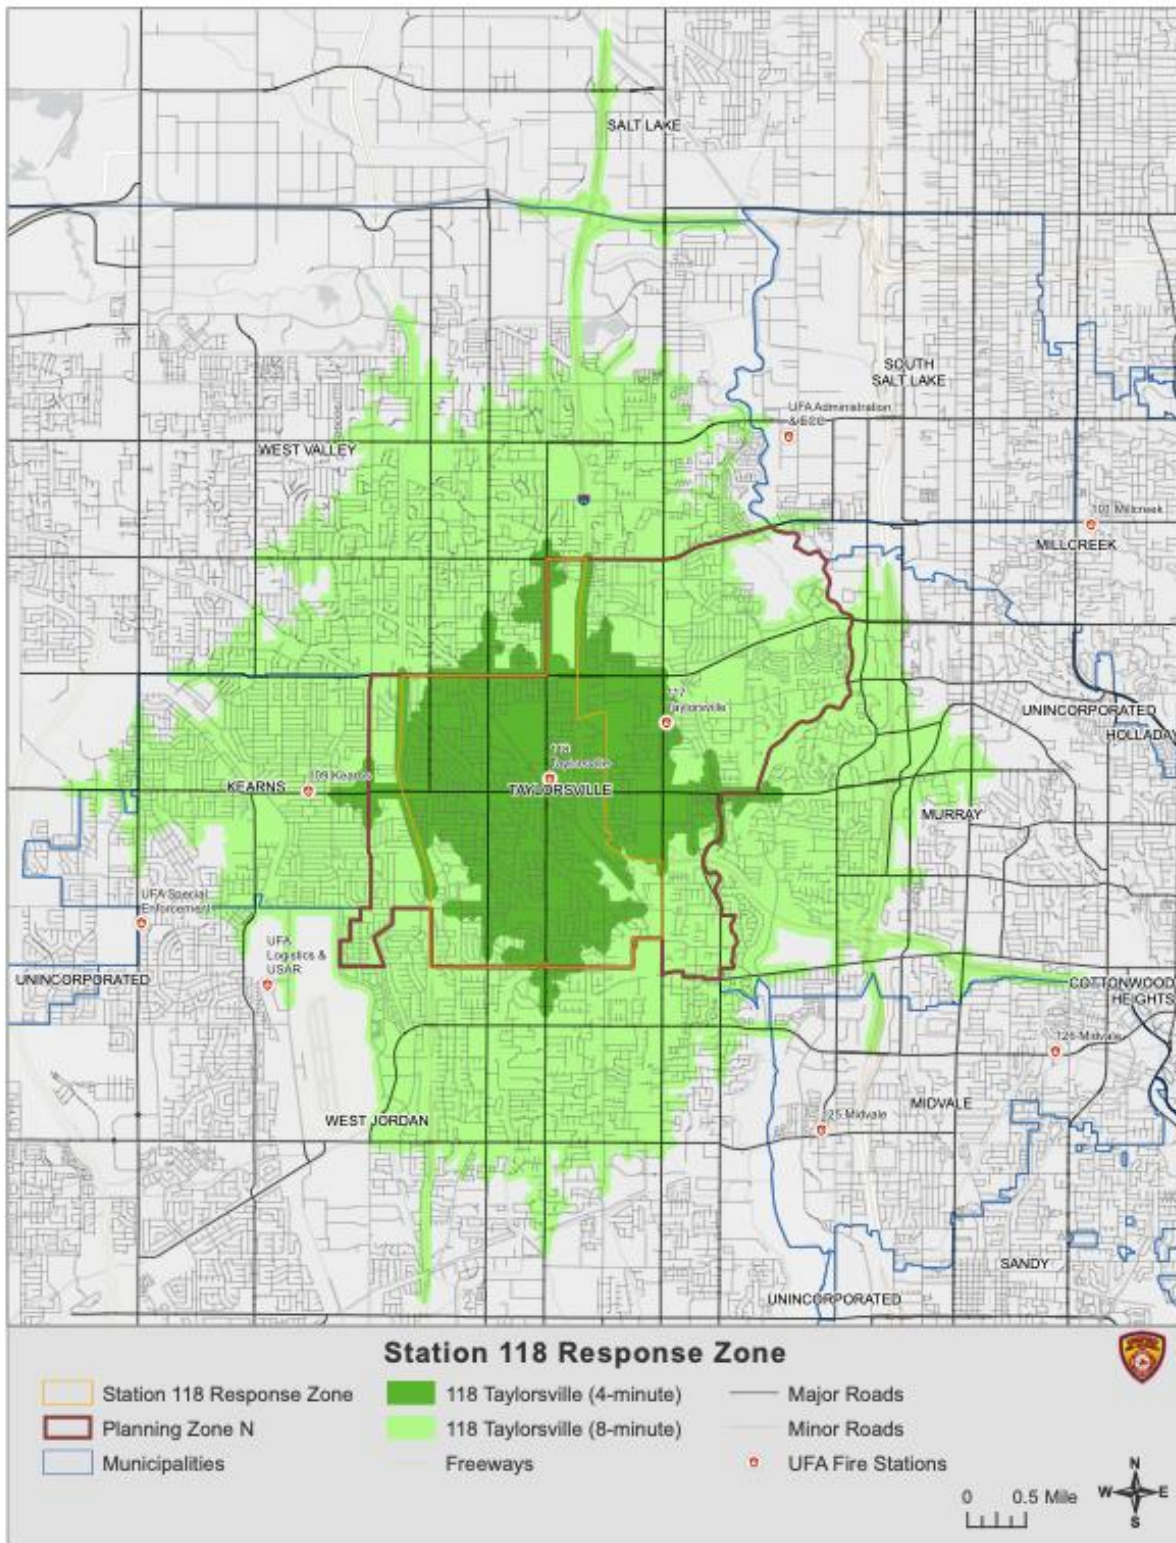 SALT LAKE
SOUTH
SALT LAKE
UFA Administration
& ECC
WEST VALLEY
101 Millcreek
MILLCREEK
UNINCORPORATED
HOLLADAY
117
Taylorsville
118
Taylorsville
109 Kearns
KEARNS
TAYLORSVILLE
MURRAY
UFA Special
Enforcement
UFA
Logistics &
USAR
UNINCORPORATED
COTTONWOOD
HEIGHTS
126 Midvale
MIDVALE
WEST JORDAN
125 Midvale
SANDY
UNINCORPORATED
Station 118 Response Zone
Station 118 Response Zone
118 Taylorsville (4-minute)
Major Roads
Planning Zone N
118 Taylorsville (8-minute)
Minor Roads
Municipalities
Freeways
UFA Fire Stations
0 0.5 Mile
N
W E
S